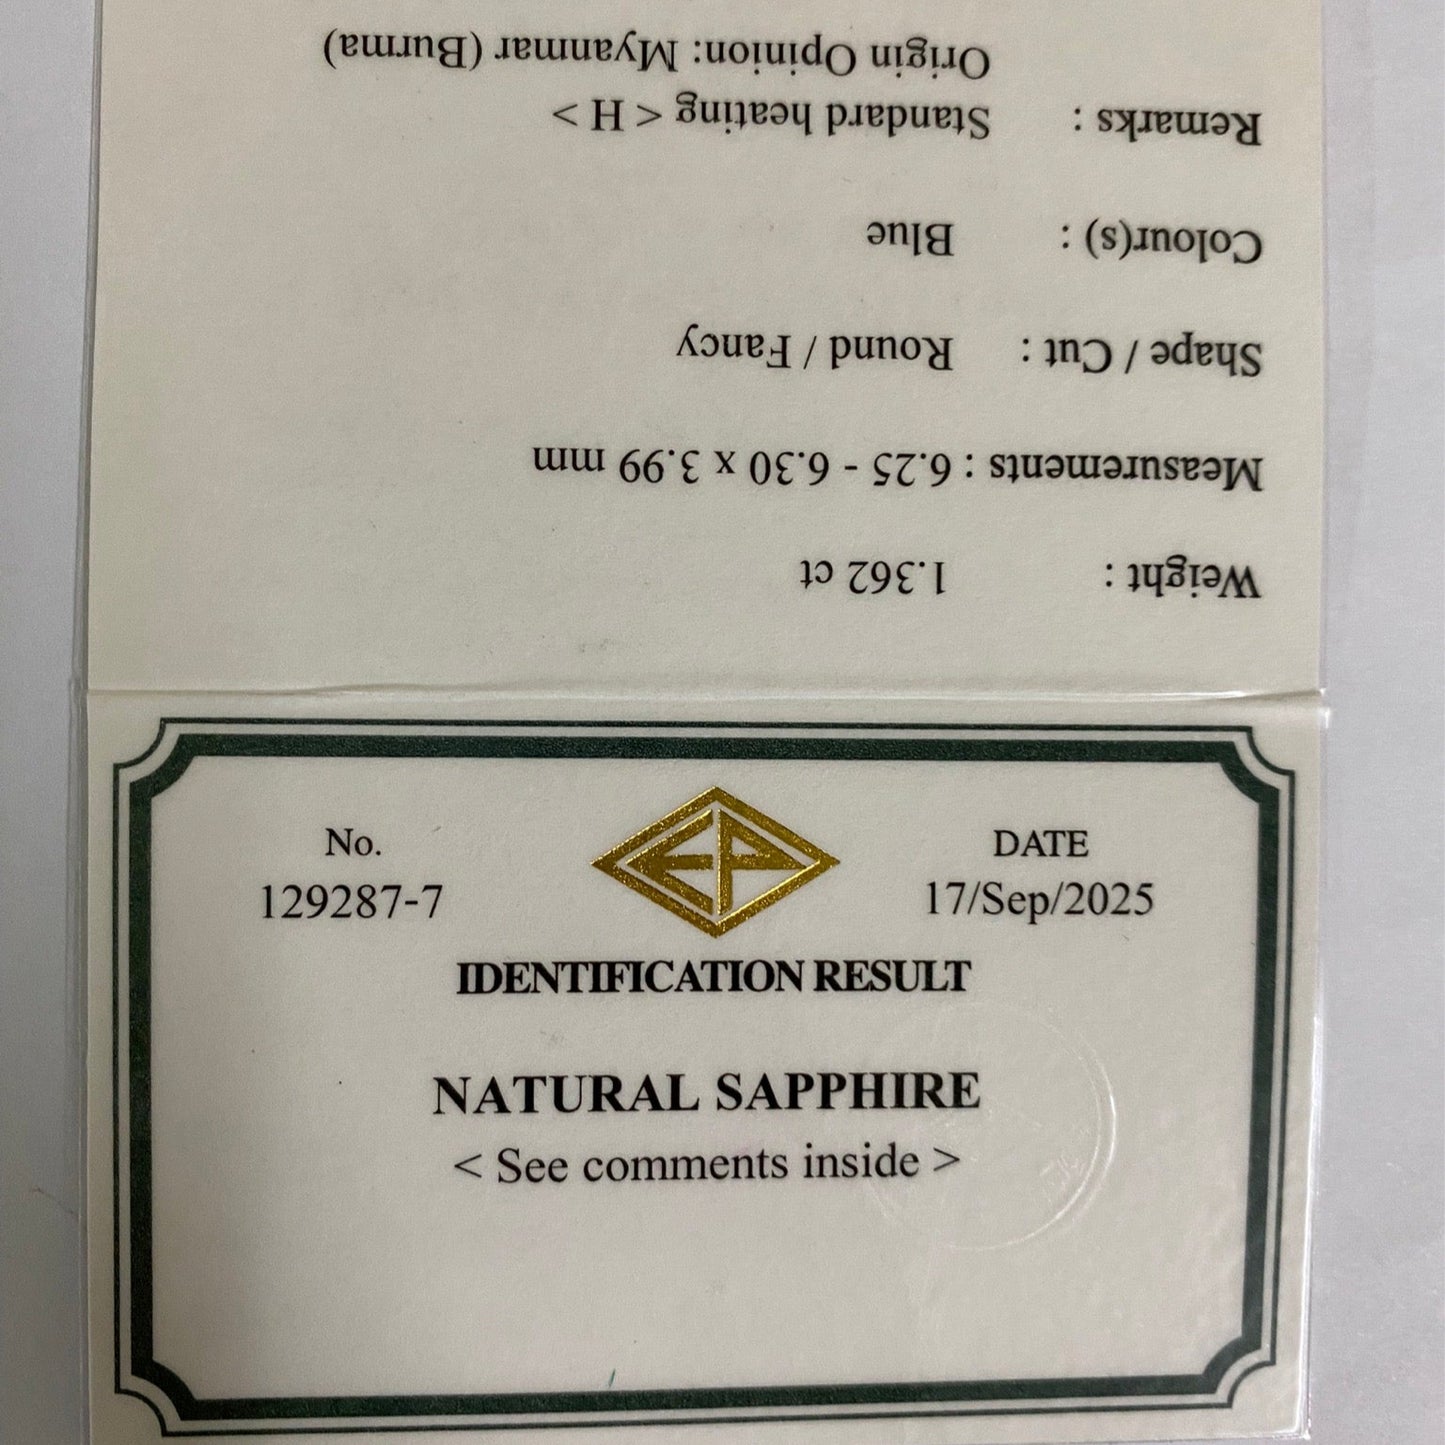 No.
129287-7
EP
DATE
17/Sep/2025
IDENTIFICATION RESULT
NATURAL SAPPHIRE
< See comments inside >
Weight : 1.362 ct
Measurements : 6.25 - 6.30 x 3.99 mm
Shape / Cut : Round / Fancy
Colour(s) : Blue
Remarks : Standard heating < H >
Origin Opinion: Myanmar (Burma)